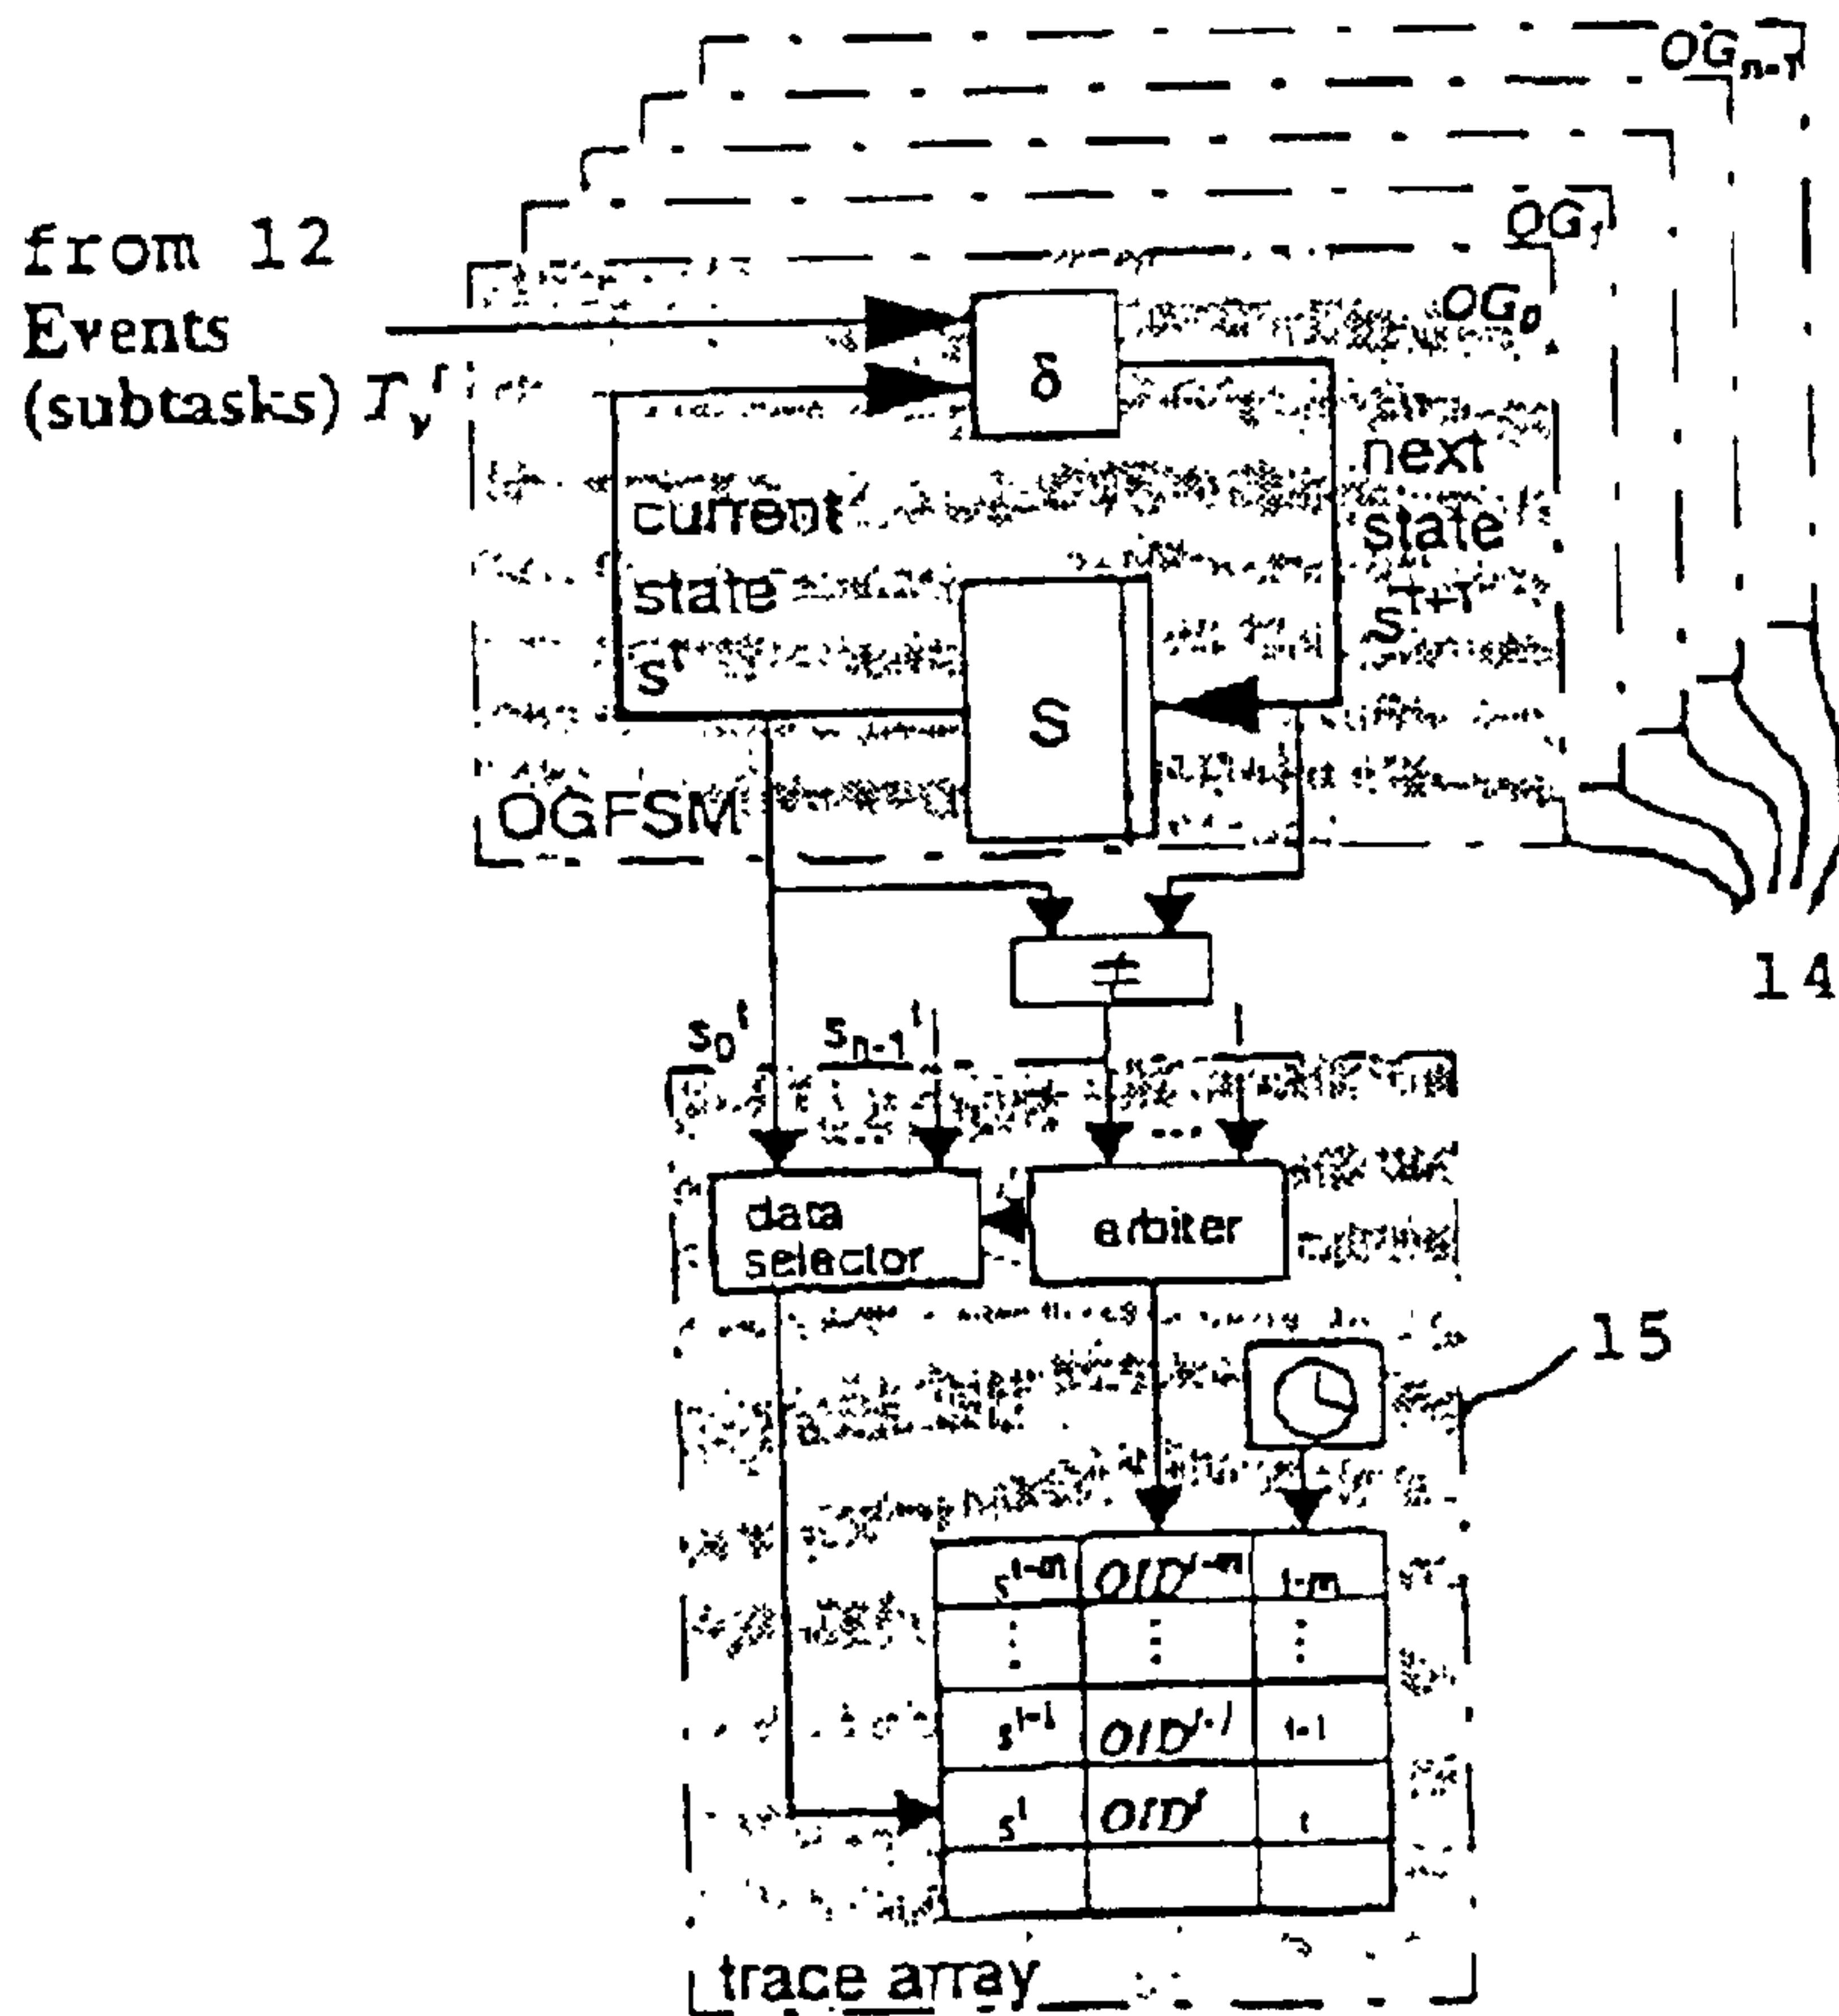 OGₙ₋₁
OG₁
OG₀
from 12
Events
(subtasks) Tᵧᵗ
δ
current
state
sᵗ
next
state
sᵗ⁺¹
S
OGFSM
14
≠
s₀ᵗ
sₙ₋₁ᵗ
...
...
data
selector
arbiter
15
sᵗ⁻ᵐ OIDᵗ⁻ᵐ t-m
⋮ ⋮ ⋮
sᵗ⁻¹ OIDᵗ⁻¹ t-1
sᵗ OIDᵗ t
trace array